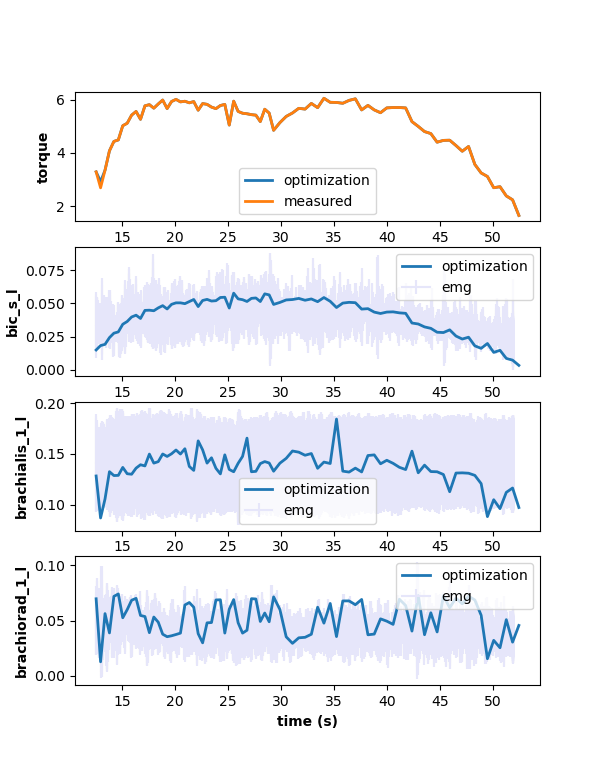 torque
6
4
2
optimization
measured
15 20 25 30 35 40 45 50
bic_s_l
0.075
0.050
0.025
0.000
optimization
emg
15 20 25 30 35 40 45 50
brachialis_1_l
0.20
0.15
0.10
optimization
emg
15 20 25 30 35 40 45 50
brachiorad_1_l
0.10
0.05
0.00
optimization
emg
15 20 25 30 35 40 45 50
time (s)